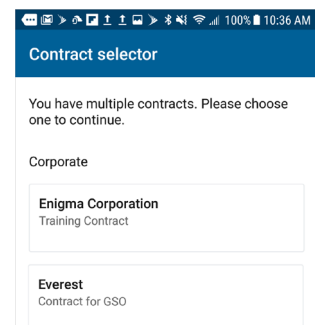 100% 10:36 AM
Contract selector
You have multiple contracts. Please choose
one to continue.
Corporate
Enigma Corporation
Training Contract
Everest
Contract for GSO